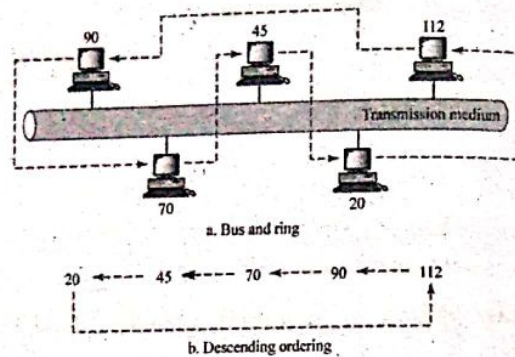 90 45 112
Transmission medium
70 20
a. Bus and ring
20 45 70 90 112
b. Descending ordering